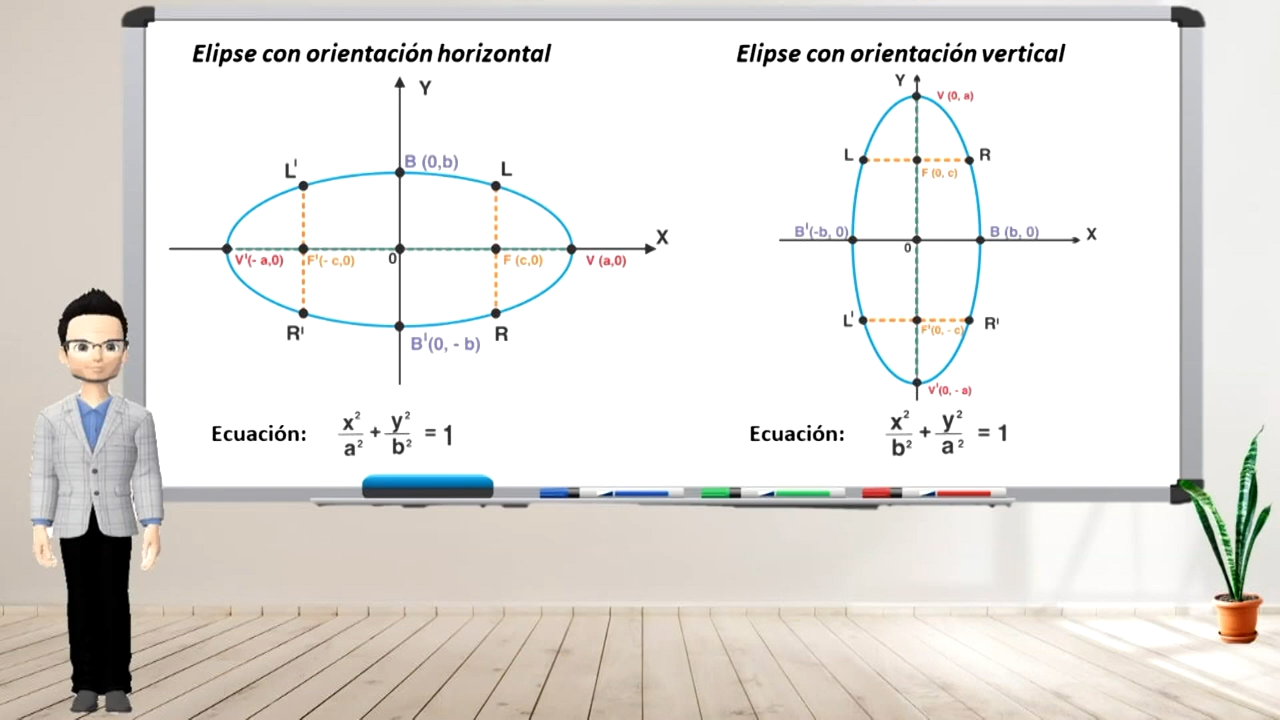 Elipse con orientación horizontal
Y
B (0,b)
L' L
X
V'(- a,0) F'(- c,0) 0 F (c,0) V (a,0)
R' R
B'(0, - b)
Ecuación: x²/a² + y²/b² = 1
Elipse con orientación vertical
Y
V (0, a)
L R
F (0, c)
B'(-b, 0) B (b, 0) X
0
L' R'
F'(0, - c)
V'(0, - a)
Ecuación: x²/b² + y²/a² = 1